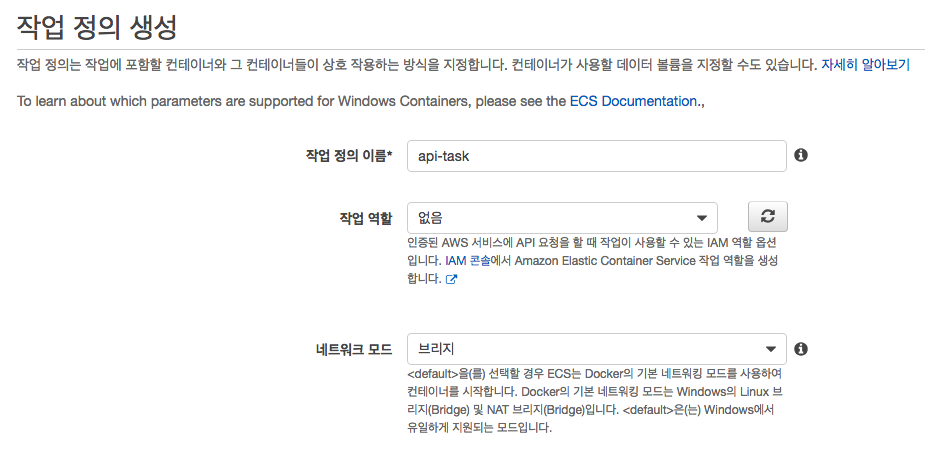 작업 정의 생성
작업 정의는 작업에 포함할 컨테이너와 그 컨테이너들이 상호 작용하는 방식을 지정합니다. 컨테이너가 사용할 데이터 볼륨을 지정할 수도 있습니다. 자세히 알아보기
To learn about which parameters are supported for Windows Containers, please see the ECS Documentation.,
작업 정의 이름* api-task
작업 역할 없음
인증된 AWS 서비스에 API 요청을 할 때 작업이 사용할 수 있는 IAM 역할 옵션
입니다. IAM 콘솔에서 Amazon Elastic Container Service 작업 역할을 생성
합니다.
네트워크 모드 브리지
<default>을(를) 선택할 경우 ECS는 Docker의 기본 네트워킹 모드를 사용하여
컨테이너를 시작합니다. Docker의 기본 네트워킹 모드는 Windows의 Linux 브
리지(Bridge) 및 NAT 브리지(Bridge)입니다. <default>은(는) Windows에서
유일하게 지원되는 모드입니다.